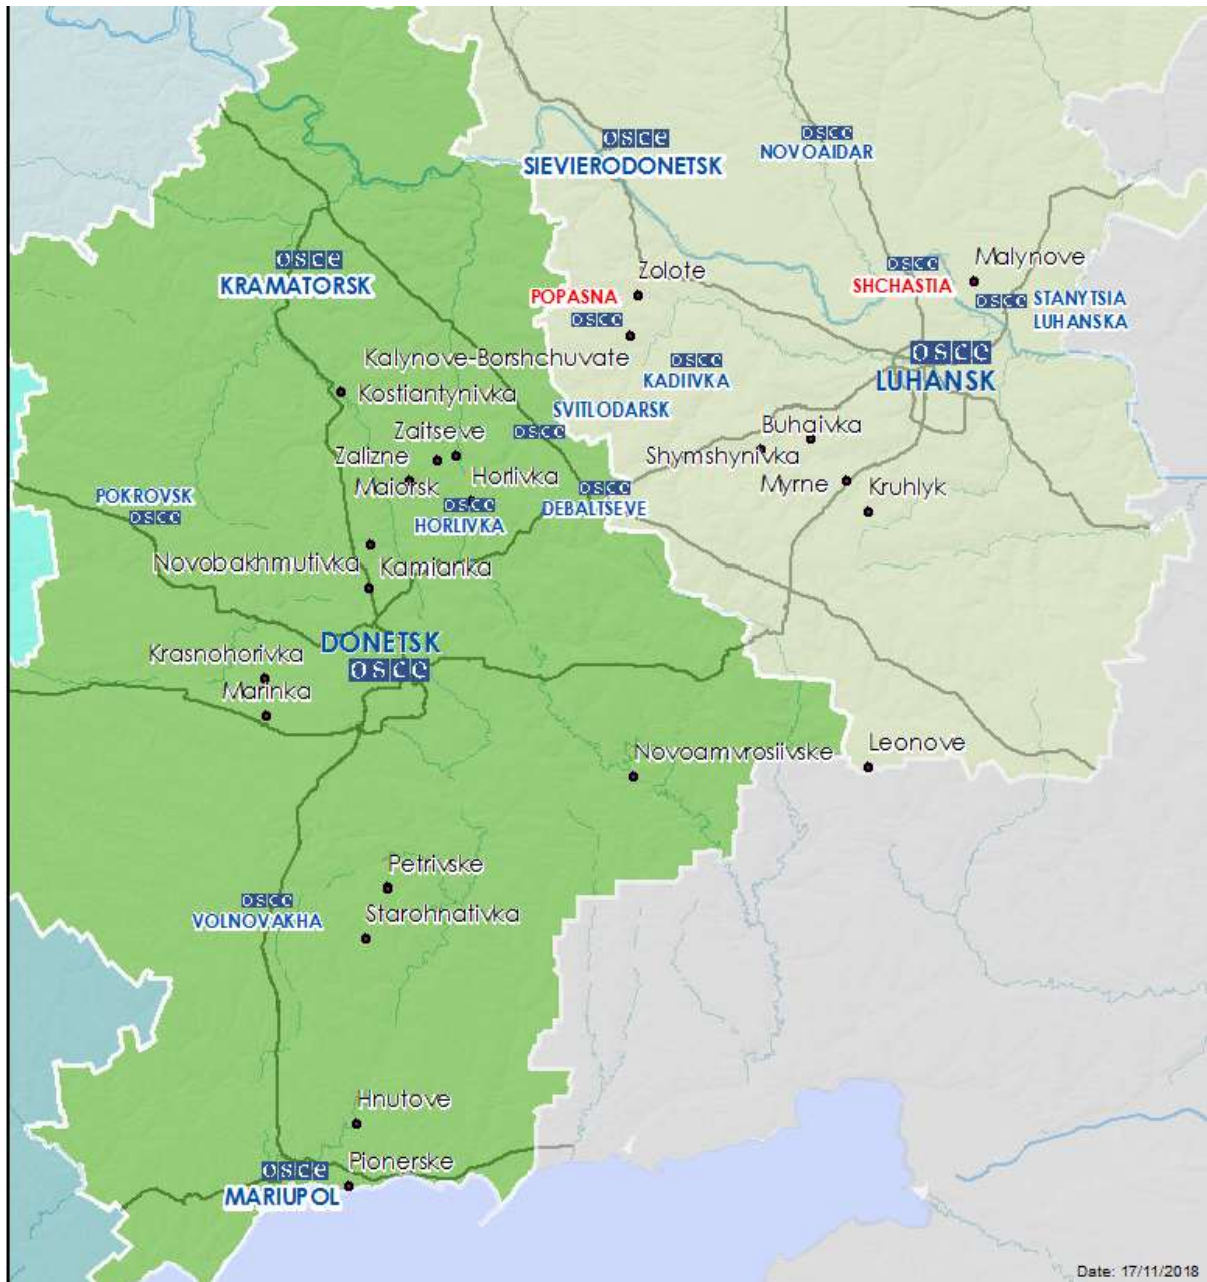 OSCE
OSCE
SIEVIERODONETSK
NOVOAIDAR
OSCE
KRAMATORSK
Zolote
POPASNA
OSCE
OSCE
SHCHASTIA
Malynove
OSCE
STANYTSIA
LUHANSKA
Kalynove-Borshchuvate
OSCE
KADIIVKA
OSCE
LUHANSK
Kostiantynivka
SVITLODARSK
OSCE
Zaitseve
Zalizne
Maiorsk
Horlivka
OSCE
HORLIVKA
OSCE
DEBALTSEVE
Buhaivka
Shymshynivka
Myrne
Kruhlyk
POKROVSK
OSCE
Novobakhmutivka
Kamianka
DONETSK
OSCE
Krasnohorivka
Marinka
Novoamvrosiivske
Leonove
Petrivske
OSCE
VOLNOVAKHA
Starohnativka
Hnutove
OSCE
MARIUPOL
Pionerske
Date: 17/11/2018